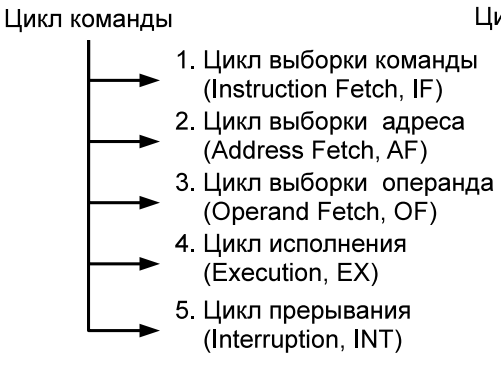 Цикл команды
1. Цикл выборки команды
(Instruction Fetch, IF)
2. Цикл выборки адреса
(Address Fetch, AF)
3. Цикл выборки операнда
(Operand Fetch, OF)
4. Цикл исполнения
(Execution, EX)
5. Цикл прерывания
(Interruption, INT)